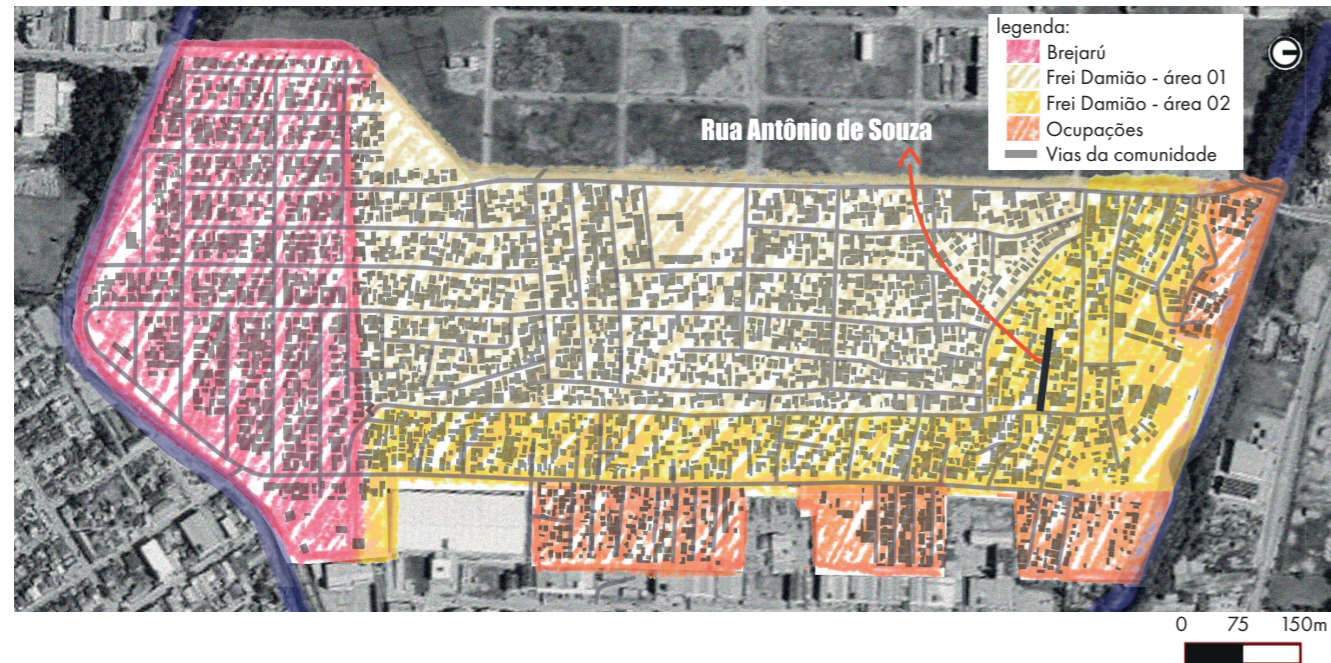 legenda:
Brejarú
Frei Damião - área 01
Frei Damião - área 02
Ocupações
Vias da comunidade
Rua Antônio de Souza
0 75 150m